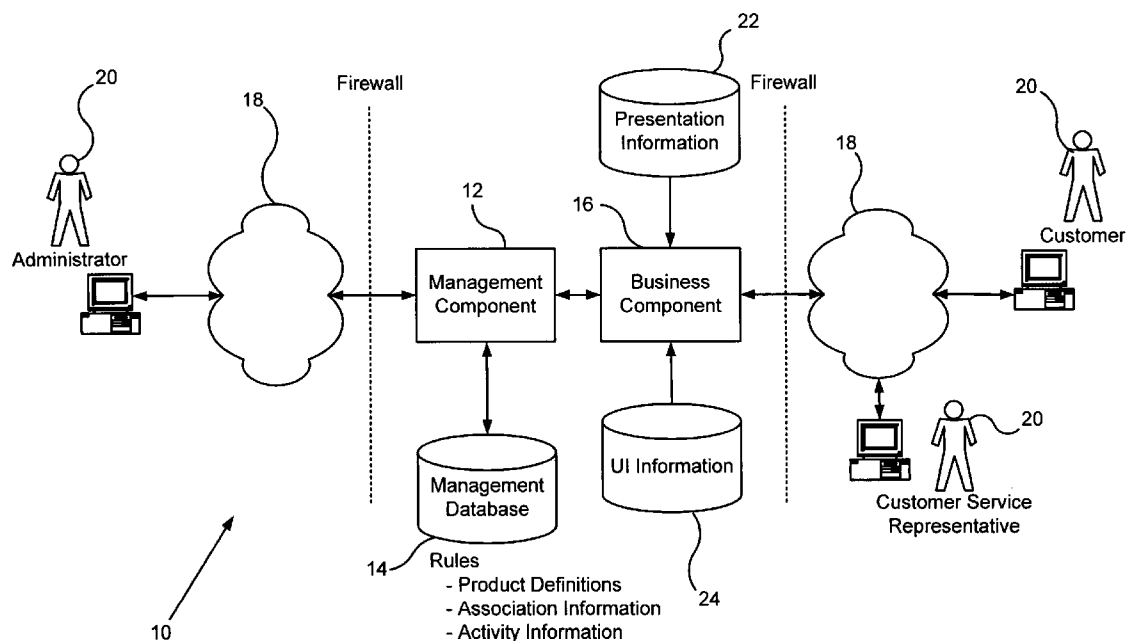 22
20
Firewall
Firewall
20
18
Presentation
Information
18
12
16
Administrator
Customer
Management
Component
Business
Component
20
UI Information
Management
Database
Customer Service
Representative
14
Rules
- Product Definitions
24
- Association Information
10
- Activity Information